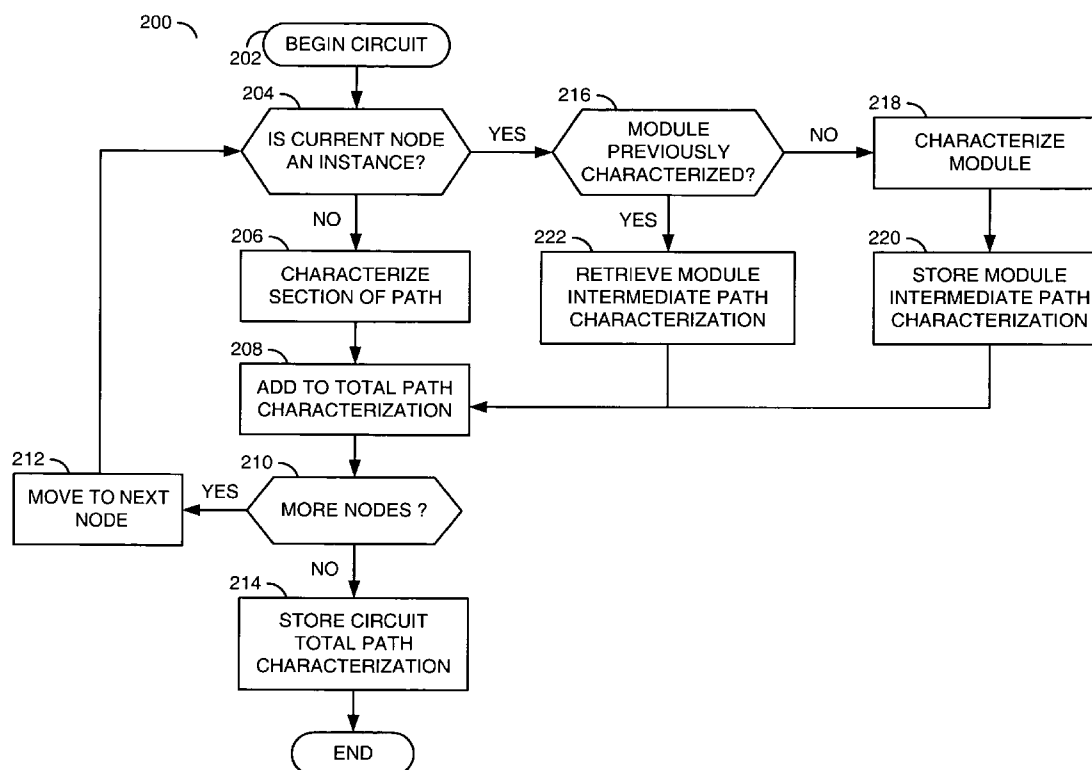 200
202
BEGIN CIRCUIT
204
IS CURRENT NODE
AN INSTANCE?
YES
216
MODULE
PREVIOUSLY
CHARACTERIZED?
NO
218
CHARACTERIZE
MODULE
NO
YES
206
CHARACTERIZE
SECTION OF PATH
222
RETRIEVE MODULE
INTERMEDIATE PATH
CHARACTERIZATION
220
STORE MODULE
INTERMEDIATE PATH
CHARACTERIZATION
208
ADD TO TOTAL PATH
CHARACTERIZATION
212
MOVE TO NEXT
NODE
YES
210
MORE NODES ?
NO
214
STORE CIRCUIT
TOTAL PATH
CHARACTERIZATION
END